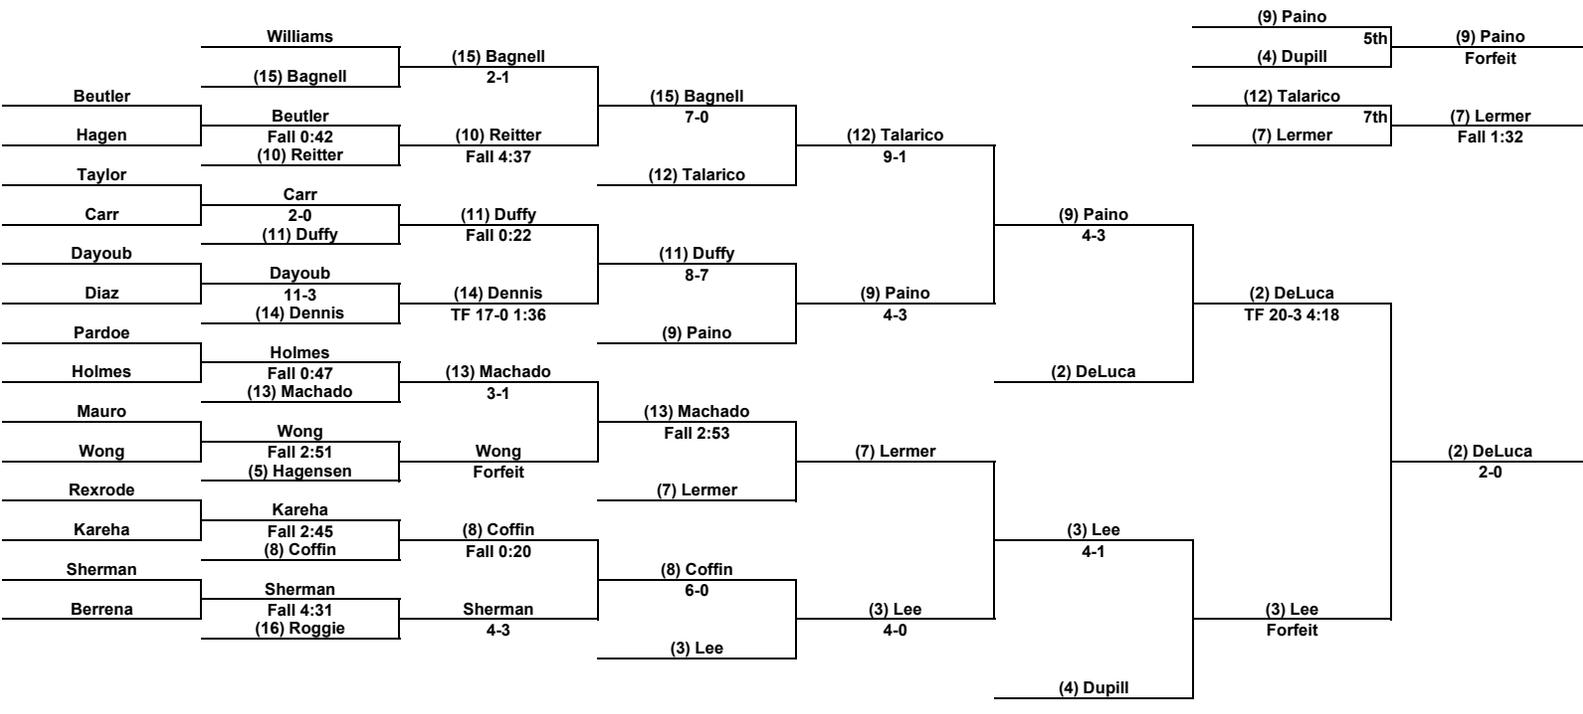 Beutler
Hagen
Taylor
Carr
Dayoub
Diaz
Pardoe
Holmes
Mauro
Wong
Rexrode
Kareha
Sherman
Berrena
Williams
(15) Bagnell
Beutler
Fall 0:42
(10) Reitter
Carr
2-0
(11) Duffy
Dayoub
11-3
(14) Dennis
Holmes
Fall 0:47
(13) Machado
Wong
Fall 2:51
(5) Hagensen
Kareha
Fall 2:45
(8) Coffin
Sherman
Fall 4:31
(16) Roggie
(15) Bagnell
2-1
(10) Reitter
Fall 4:37
(11) Duffy
Fall 0:22
(14) Dennis
TF 17-0 1:36
(13) Machado
3-1
Wong
Forfeit
(8) Coffin
Fall 0:20
Sherman
4-3
(15) Bagnell
7-0
(12) Talarico
(11) Duffy
8-7
(9) Paino
(13) Machado
Fall 2:53
(7) Lermer
(8) Coffin
6-0
(3) Lee
(12) Talarico
9-1
(9) Paino
4-3
(7) Lermer
(3) Lee
4-0
(9) Paino
4-3
(2) DeLuca
(3) Lee
4-1
(4) Dupill
(2) DeLuca
TF 20-3 4:18
(3) Lee
Forfeit
(2) DeLuca
2-0
(9) Paino
5th
(4) Dupill
(9) Paino
Forfeit
(12) Talarico
7th
(7) Lermer
(7) Lermer
Fall 1:32